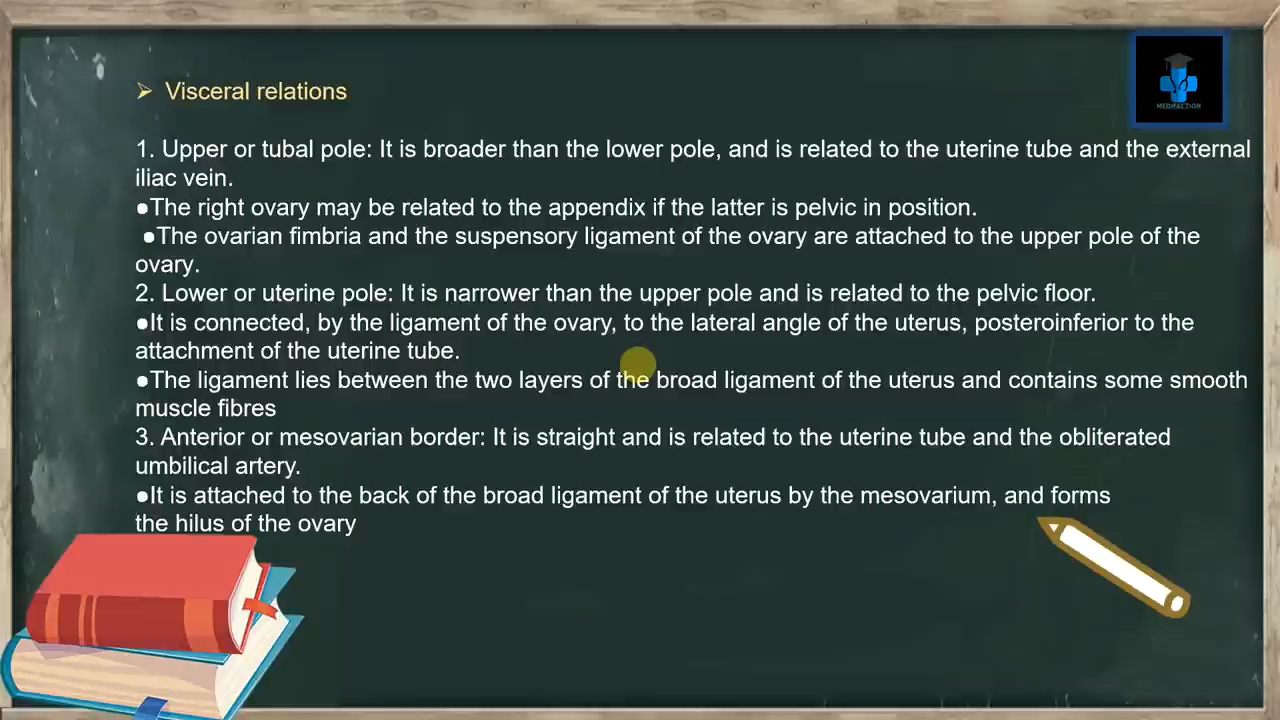 ➢ Visceral relations
MEDIFACTION
1. Upper or tubal pole: It is broader than the lower pole, and is related to the uterine tube and the external
iliac vein.
●The right ovary may be related to the appendix if the latter is pelvic in position.
●The ovarian fimbria and the suspensory ligament of the ovary are attached to the upper pole of the
ovary.
2. Lower or uterine pole: It is narrower than the upper pole and is related to the pelvic floor.
●It is connected, by the ligament of the ovary, to the lateral angle of the uterus, posteroinferior to the
attachment of the uterine tube.
●The ligament lies between the two layers of the broad ligament of the uterus and contains some smooth
muscle fibres
3. Anterior or mesovarian border: It is straight and is related to the uterine tube and the obliterated
umbilical artery.
●It is attached to the back of the broad ligament of the uterus by the mesovarium, and forms
the hilus of the ovary